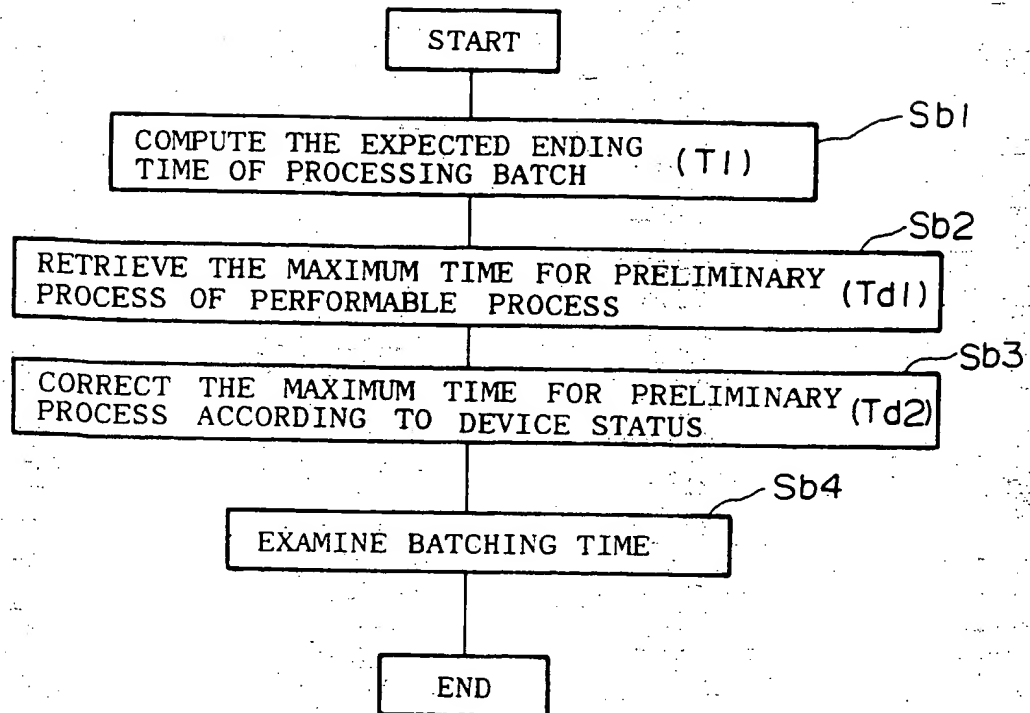 START
Sb1
COMPUTE THE EXPECTED ENDING (T1)
TIME OF PROCESSING BATCH
Sb2
RETRIEVE THE MAXIMUM TIME FOR PRELIMINARY
PROCESS OF PERFORMABLE PROCESS (Td1)
Sb3
CORRECT THE MAXIMUM TIME FOR PRELIMINARY
PROCESS ACCORDING TO DEVICE STATUS (Td2)
Sb4
EXAMINE BATCHING TIME
END